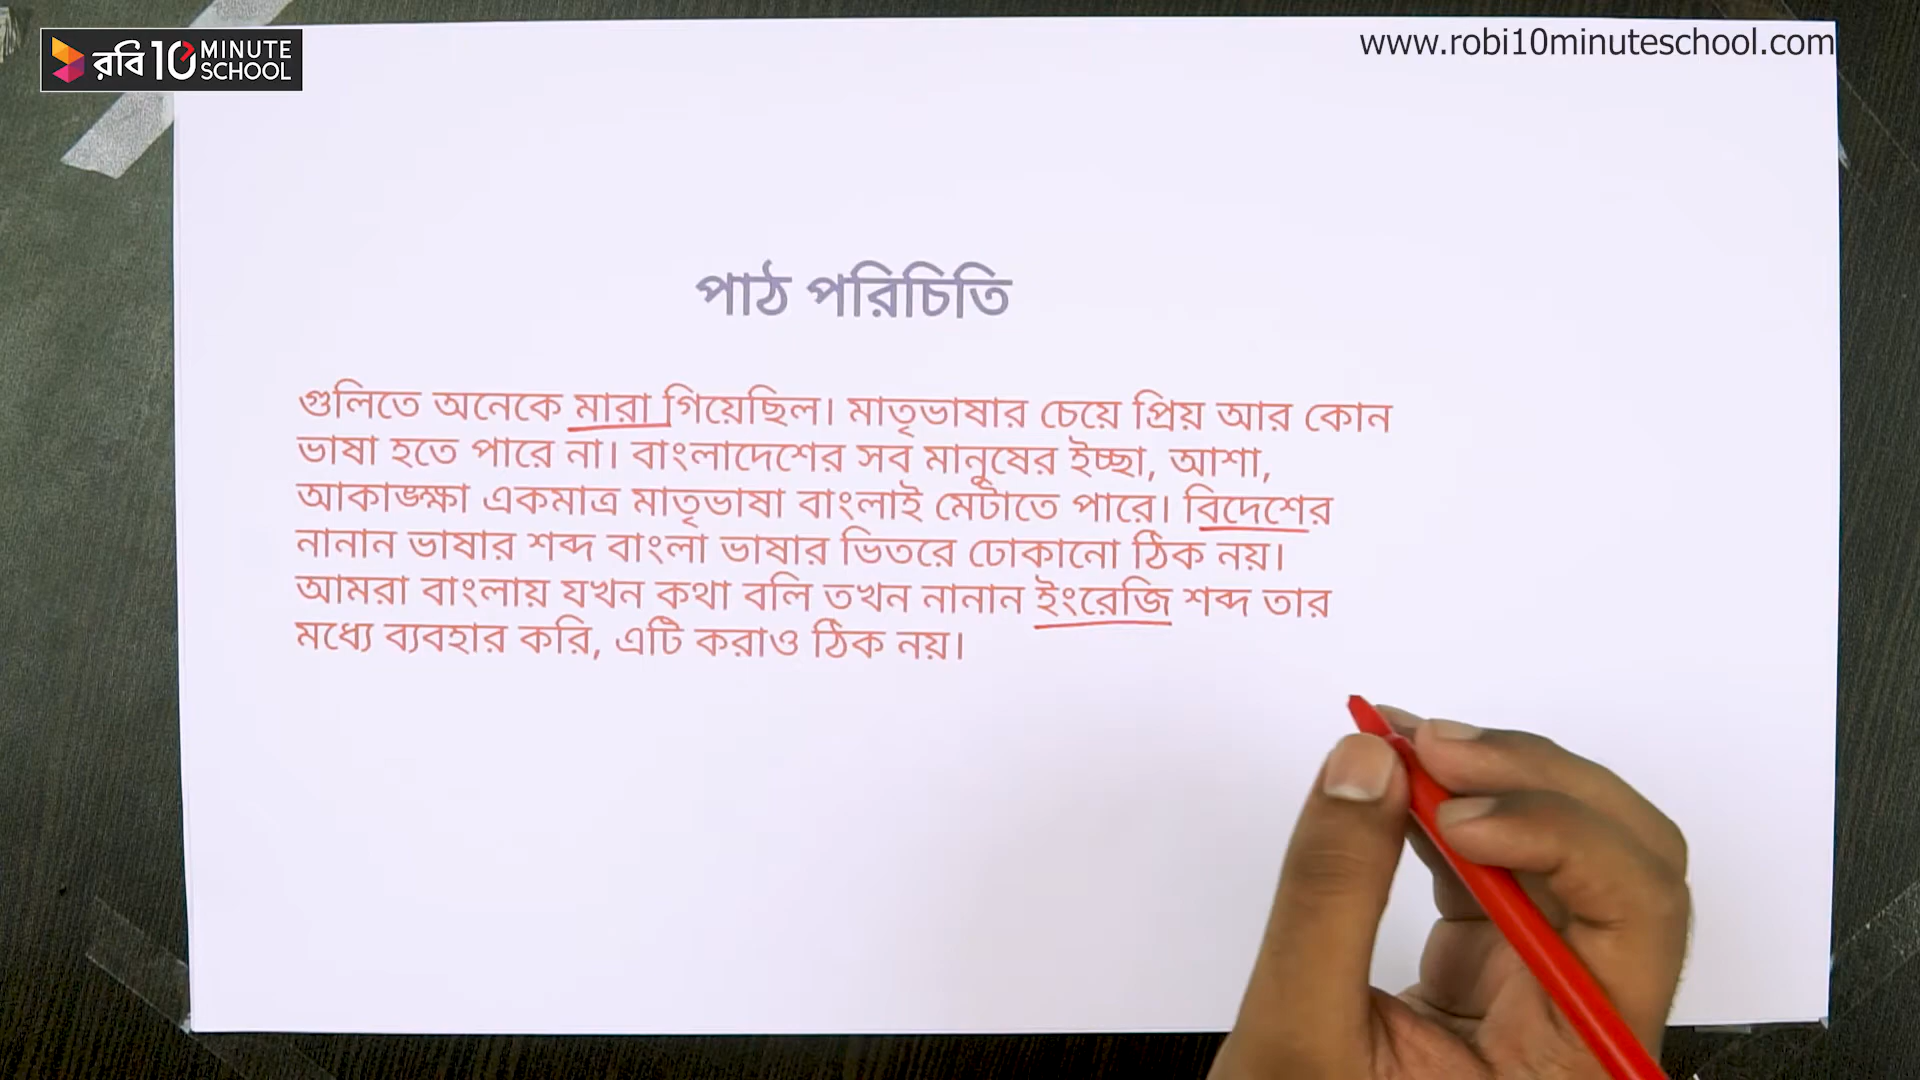 রবি 10 MINUTE SCHOOL
www.robi10minuteschool.com
পাঠ পরিচিতি
গুলিতে অনেকে মারা গিয়েছিল। মাতৃভাষার চেয়ে প্রিয় আর কোন
ভাষা হতে পারে না। বাংলাদেশের সব মানুষের ইচ্ছা, আশা,
আকাঙ্ক্ষা একমাত্র মাতৃভাষা বাংলাই মেটাতে পারে। বিদেশের
নানান ভাষার শব্দ বাংলা ভাষার ভিতরে ঢোকানো ঠিক নয়।
আমরা বাংলায় যখন কথা বলি তখন নানান ইংরেজি শব্দ তার
মধ্যে ব্যবহার করি, এটি করাও ঠিক নয়।